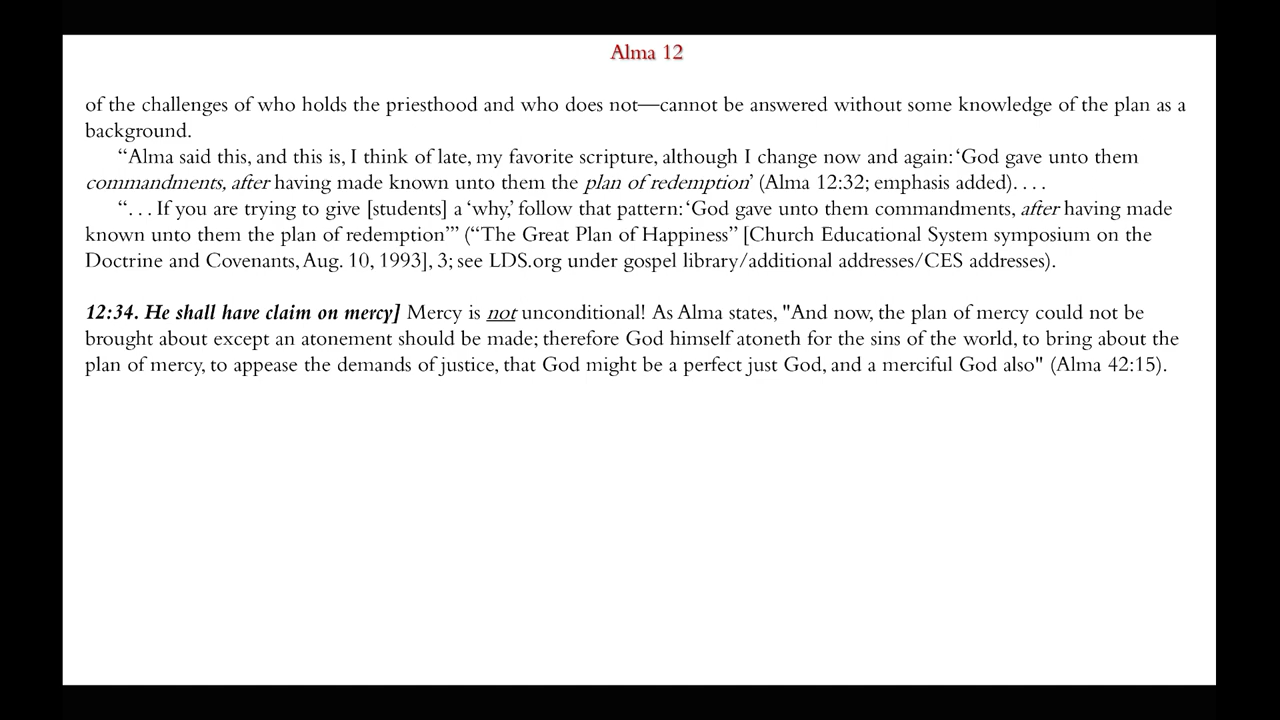 Alma 12
of the challenges of who holds the priesthood and who does not—cannot be answered without some knowledge of the plan as a
background.
“Alma said this, and this is, I think of late, my favorite scripture, although I change now and again: ‘God gave unto them
commandments, after having made known unto them the plan of redemption’ (Alma 12:32; emphasis added). . . .
“. . . If you are trying to give [students] a ‘why,’ follow that pattern: ‘God gave unto them commandments, after having made
known unto them the plan of redemption’” (“The Great Plan of Happiness” [Church Educational System symposium on the
Doctrine and Covenants, Aug. 10, 1993], 3; see LDS.org under gospel library/additional addresses/CES addresses).
12:34. He shall have claim on mercy] Mercy is not unconditional! As Alma states, "And now, the plan of mercy could not be
brought about except an atonement should be made; therefore God himself atoneth for the sins of the world, to bring about the
plan of mercy, to appease the demands of justice, that God might be a perfect just God, and a merciful God also" (Alma 42:15).